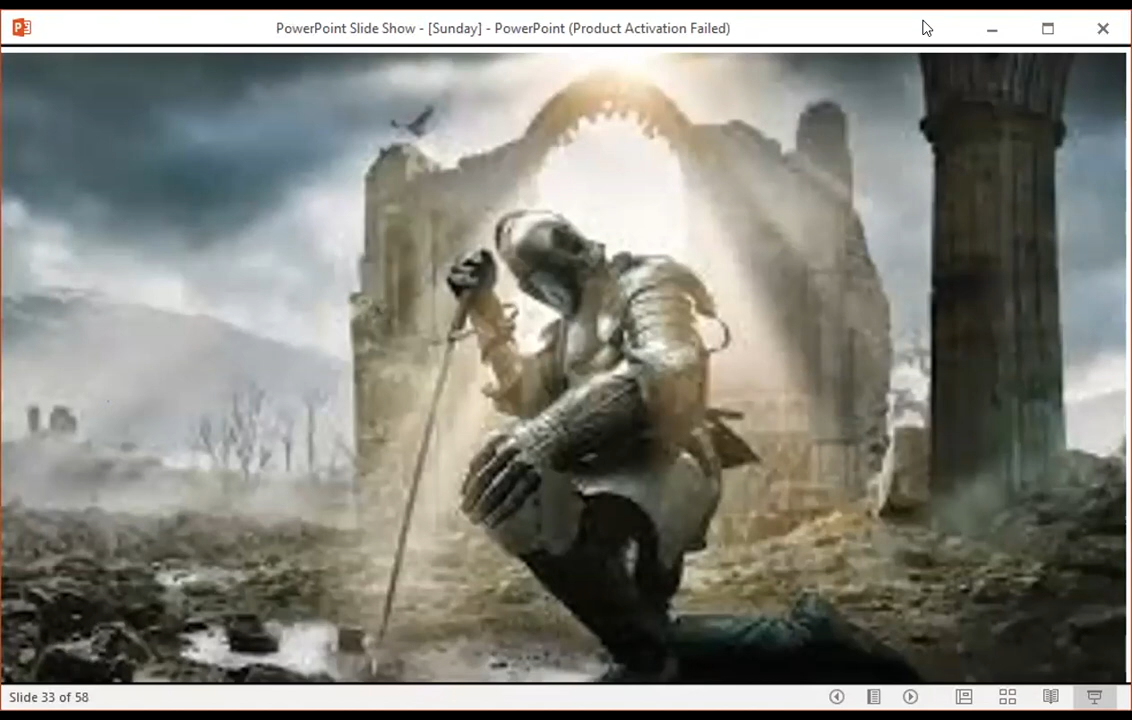 PowerPoint Slide Show - [Sunday] - PowerPoint (Product Activation Failed)
Slide 33 of 58